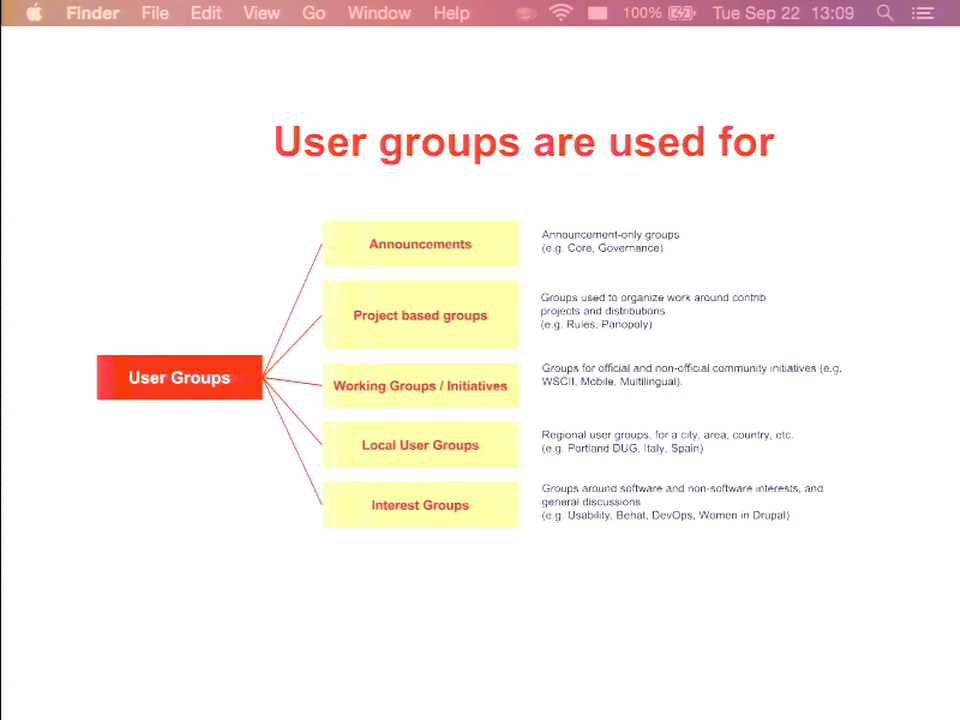 Finder File Edit View Go Window Help 100% Tue Sep 22 13:09
User groups are used for
User Groups
Announcements
Announcement-only groups
(e.g. Core, Governance)
Project based groups
Groups used to organize work around contrib
projects and distributions
(e.g. Rules, Panopoly)
Working Groups / Initiatives
Groups for official and non-official community initiatives (e.g.
WSCII, Mobile, Multilingual).
Local User Groups
Regional user groups, for a city, area, country, etc.
(e.g. Portland DUG, Italy, Spain)
Interest Groups
Groups around software and non-software interests, and
general discussions
(e.g. Usability, Behat, DevOps, Women in Drupal)